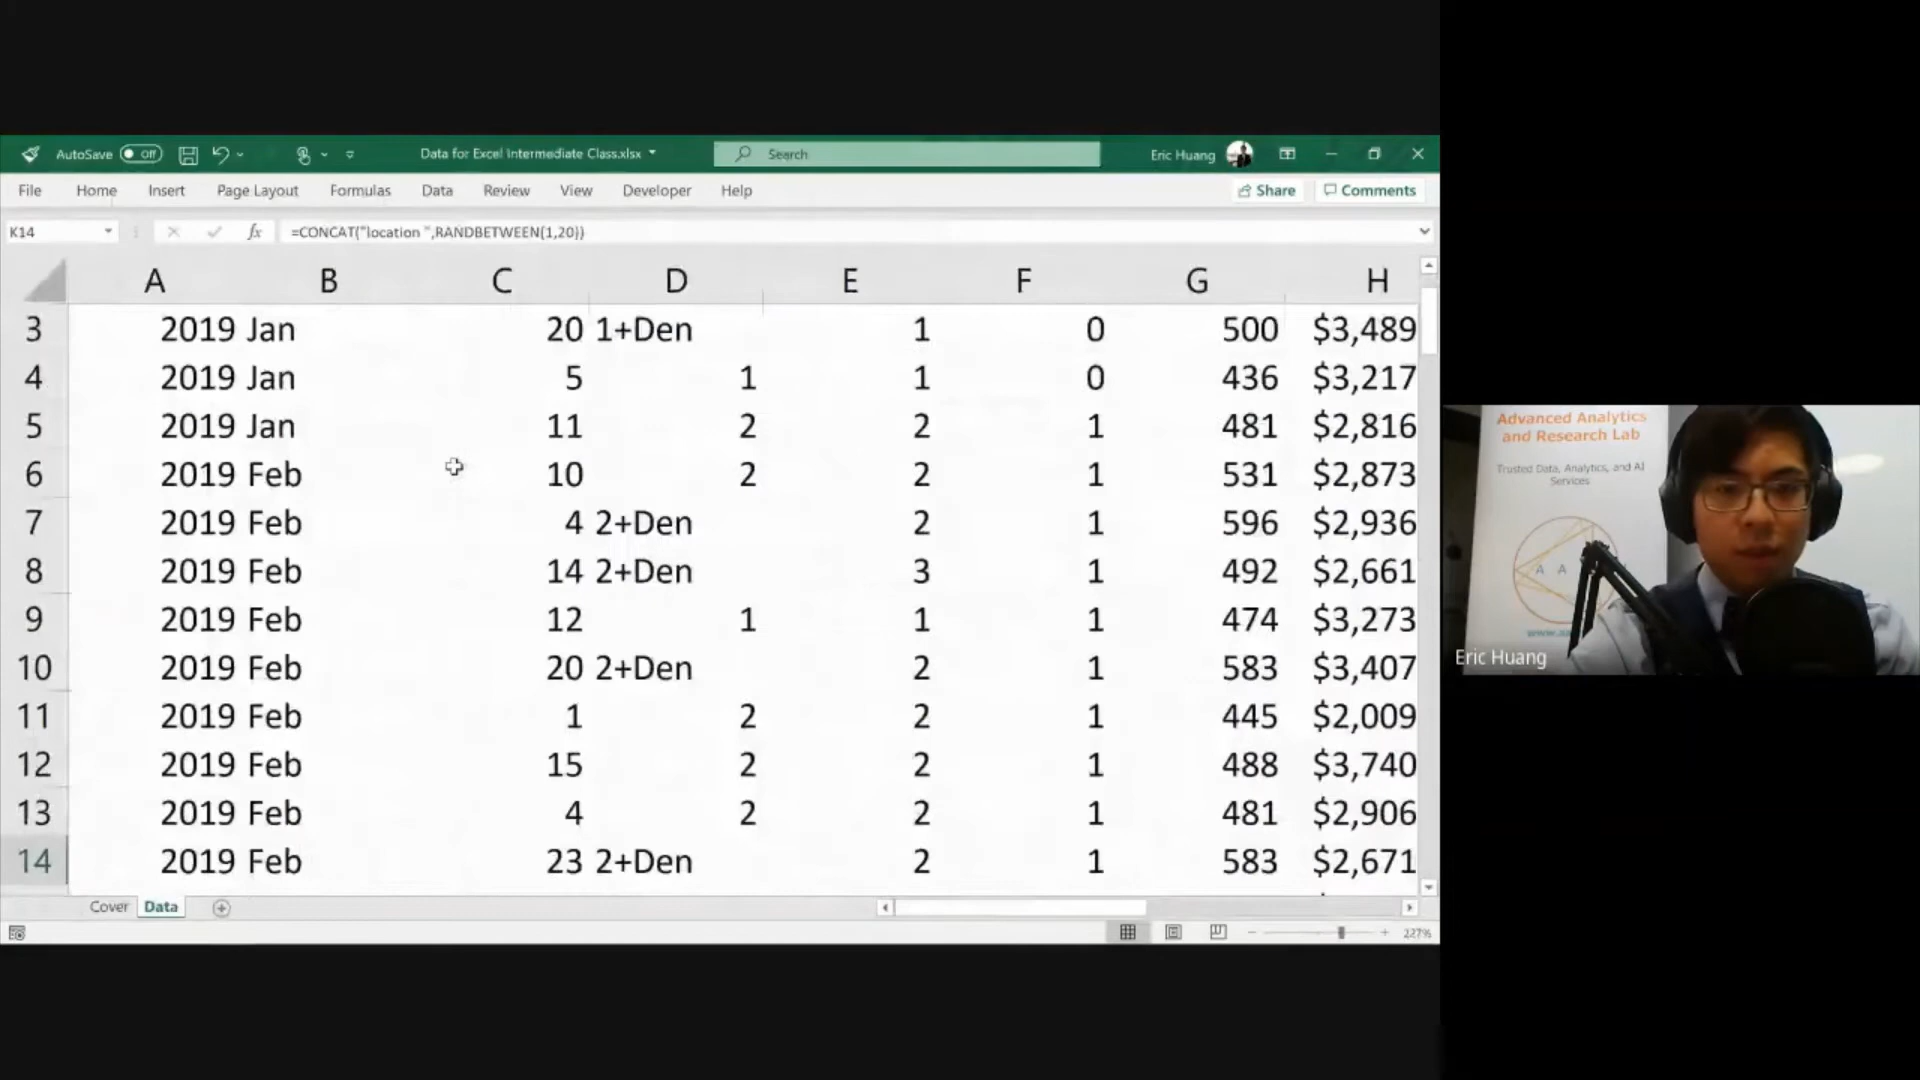 AutoSave Off Data for Excel Intermediate Class.xlsx Search Eric Huang
File Home Insert Page Layout Formulas Data Review View Developer Help Share Comments
K14 fx =CONCAT("location ",RANDBETWEEN(1,20))
A B C D E F G H
3 2019 Jan 20 1+Den 1 0 500 $3,489
4 2019 Jan 5 1 1 0 436 $3,217
5 2019 Jan 11 2 2 1 481 $2,816
6 2019 Feb 10 2 2 1 531 $2,873
7 2019 Feb 4 2+Den 2 1 596 $2,936
8 2019 Feb 14 2+Den 3 1 492 $2,661
9 2019 Feb 12 1 1 1 474 $3,273
10 2019 Feb 20 2+Den 2 1 583 $3,407
11 2019 Feb 1 2 2 1 445 $2,009
12 2019 Feb 15 2 2 1 488 $3,740
13 2019 Feb 4 2 2 1 481 $2,906
14 2019 Feb 23 2+Den 2 1 583 $2,671
Cover Data
227%
Advanced Analytics
and Research Lab
Trusted Data, Analytics, and AI
Services
A A
www.
Eric Huang